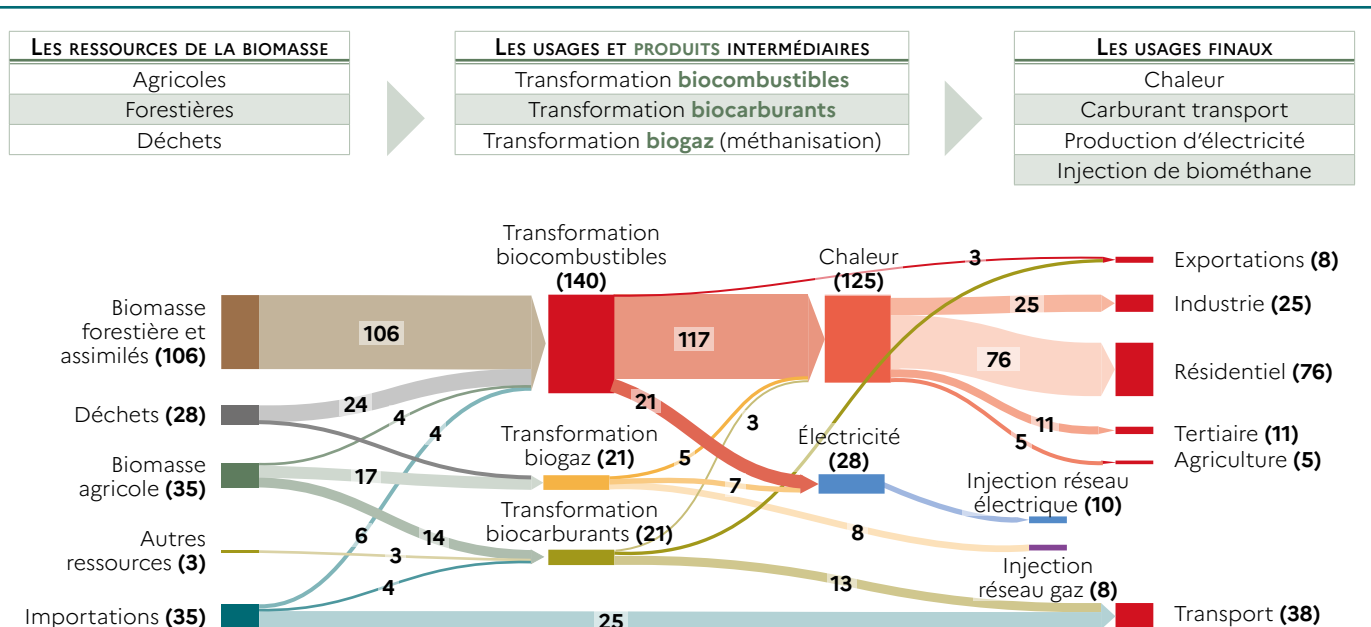 LES RESSOURCES DE LA BIOMASSE
Agricoles
Forestières
Déchets
LES USAGES ET PRODUITS INTERMÉDIAIRES
Transformation biocombustibles
Transformation biocarburants
Transformation biogaz (méthanisation)
LES USAGES FINAUX
Chaleur
Carburant transport
Production d'électricité
Injection de biométhane
Biomasse
forestière et
assimilés (106)
Déchets (28)
Biomasse
agricole (35)
Autres
ressources (3)
Importations (35)
106
24
4
4
17
14
6
3
4
25
Transformation
biocombustibles
(140)
Transformation
biogaz (21)
Transformation
biocarburants (21)
117
21
3
5
7
8
13
3
Chaleur
(125)
Électricité
(28)
25
76
11
5
Injection réseau
électrique (10)
Injection
réseau gaz (8)
Exportations (8)
Industrie (25)
Résidentiel (76)
Tertiaire (11)
Agriculture (5)
Transport (38)